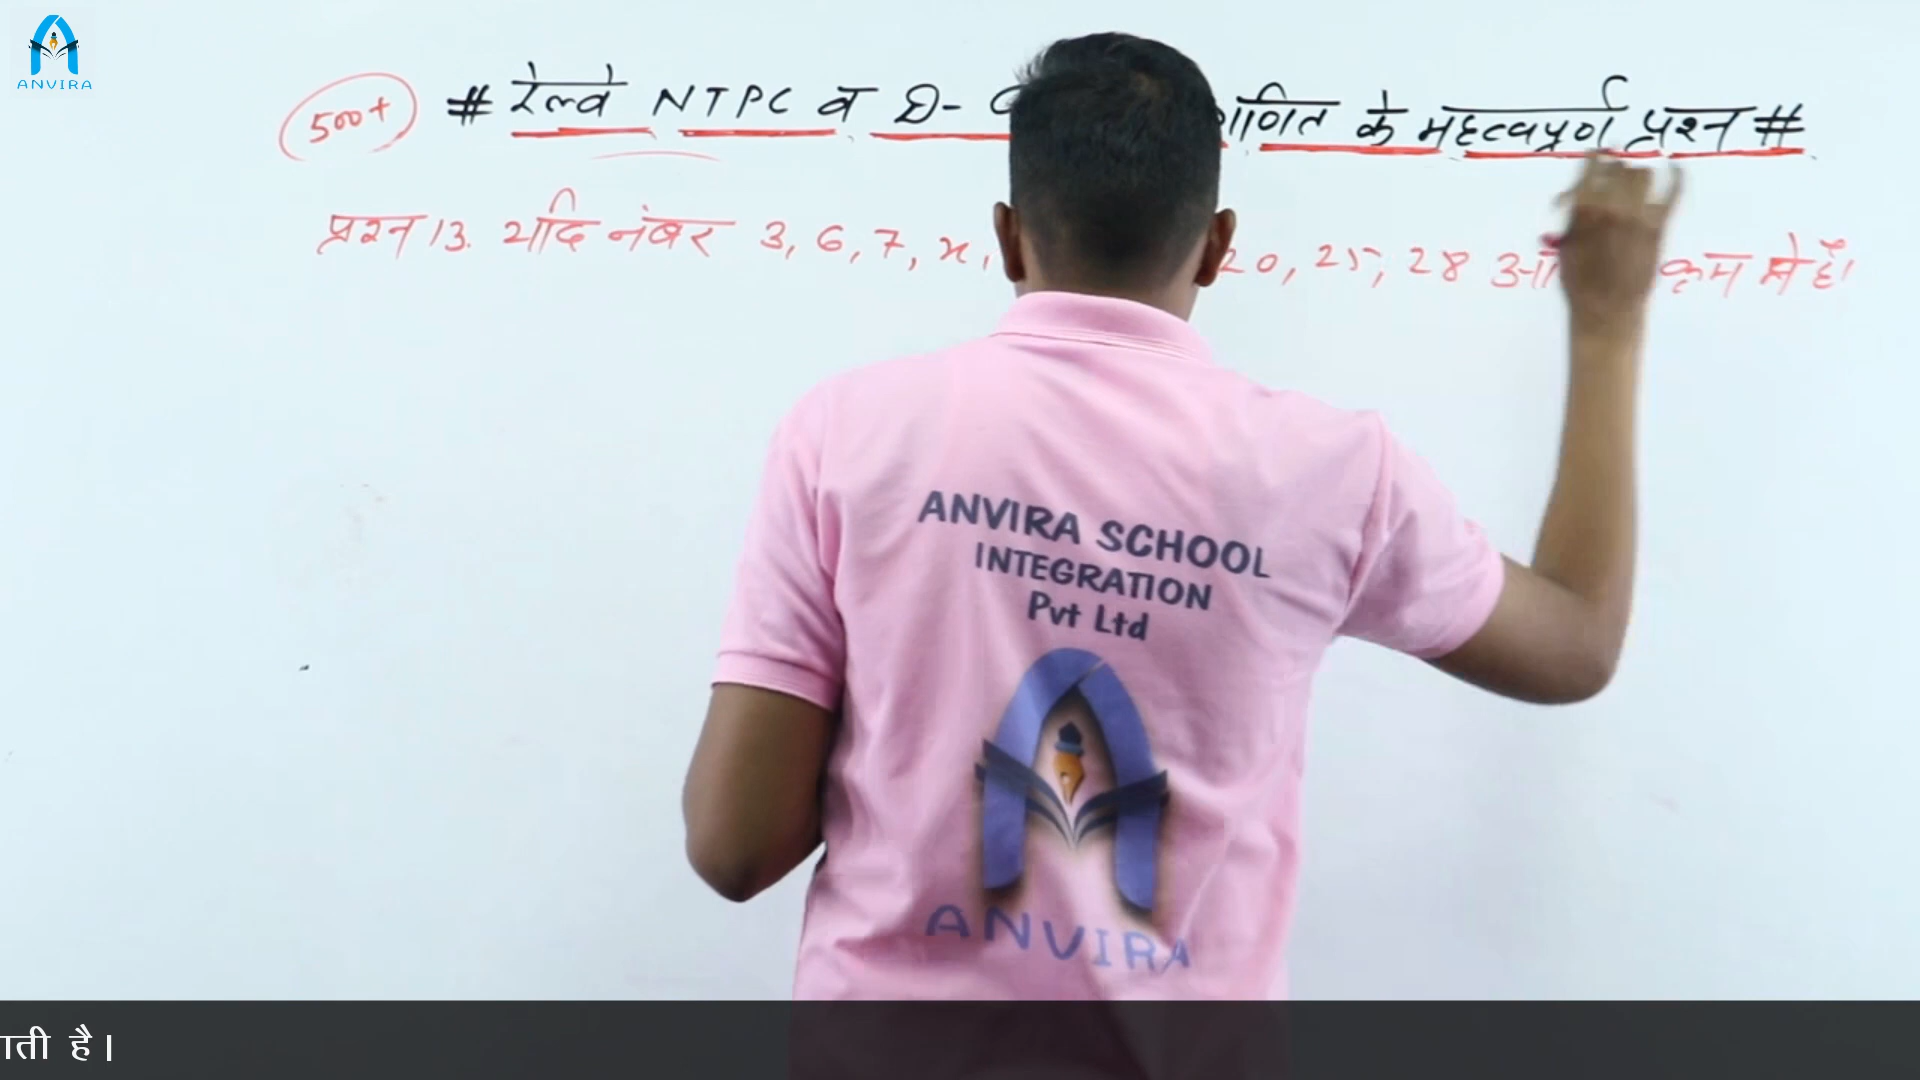 ANVIRA
500+
# रेल्वे NTPC व D- गणित के महत्वपूर्ण प्रश्न #
प्रश्न 13. यदि नंबर 3, 6, 7, x, 20, 25, 28 क्रम में है।
ANVIRA SCHOOL
INTEGRATION
Pvt Ltd
ANVIRA
है।